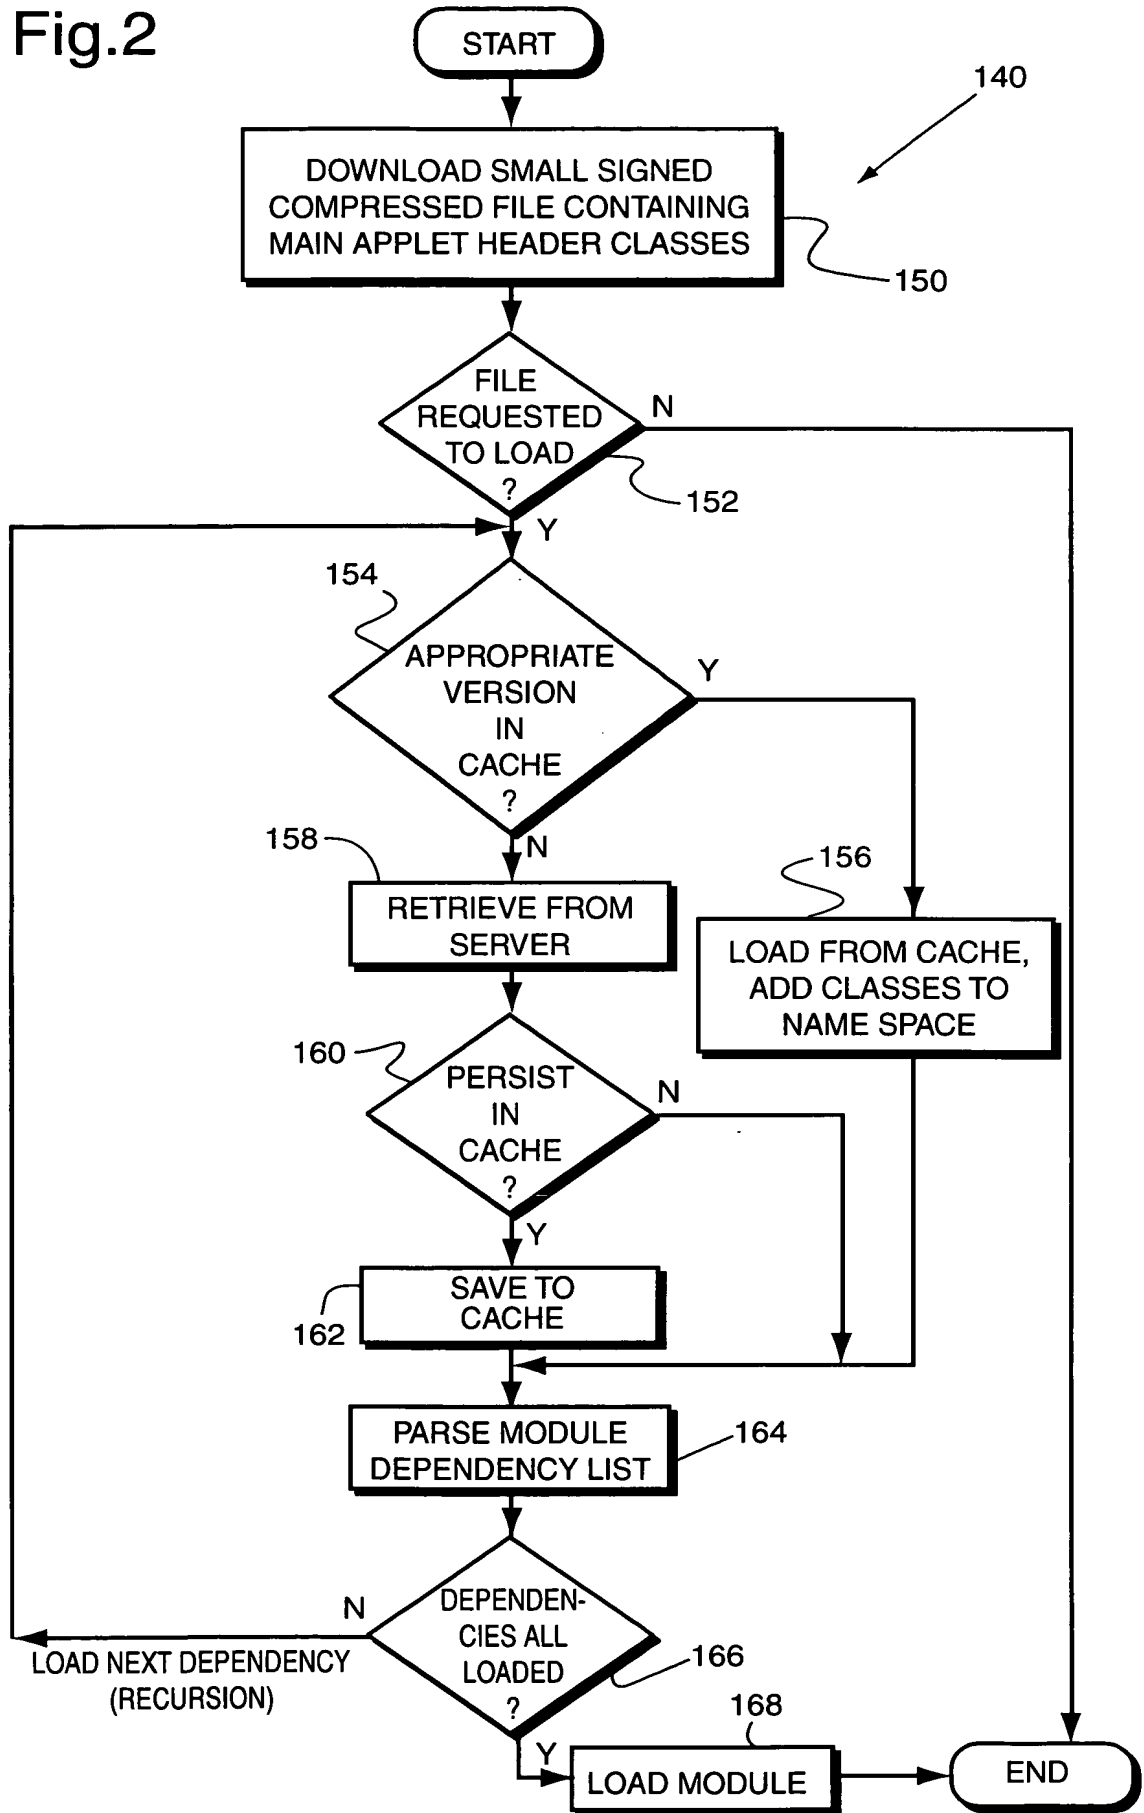 Fig.2
START
140
DOWNLOAD SMALL SIGNED
COMPRESSED FILE CONTAINING
MAIN APPLET HEADER CLASSES
150
FILE
REQUESTED
TO LOAD
?
N
152
Y
154
APPROPRIATE
VERSION
IN
CACHE
?
Y
N
158
RETRIEVE FROM
SERVER
156
LOAD FROM CACHE,
ADD CLASSES TO
NAME SPACE
160
PERSIST
IN
CACHE
?
N
Y
SAVE TO
CACHE
162
PARSE MODULE
DEPENDENCY LIST
164
DEPENDEN-
CIES ALL
LOADED
?
N
LOAD NEXT DEPENDENCY
(RECURSION)
166
168
Y
LOAD MODULE
END